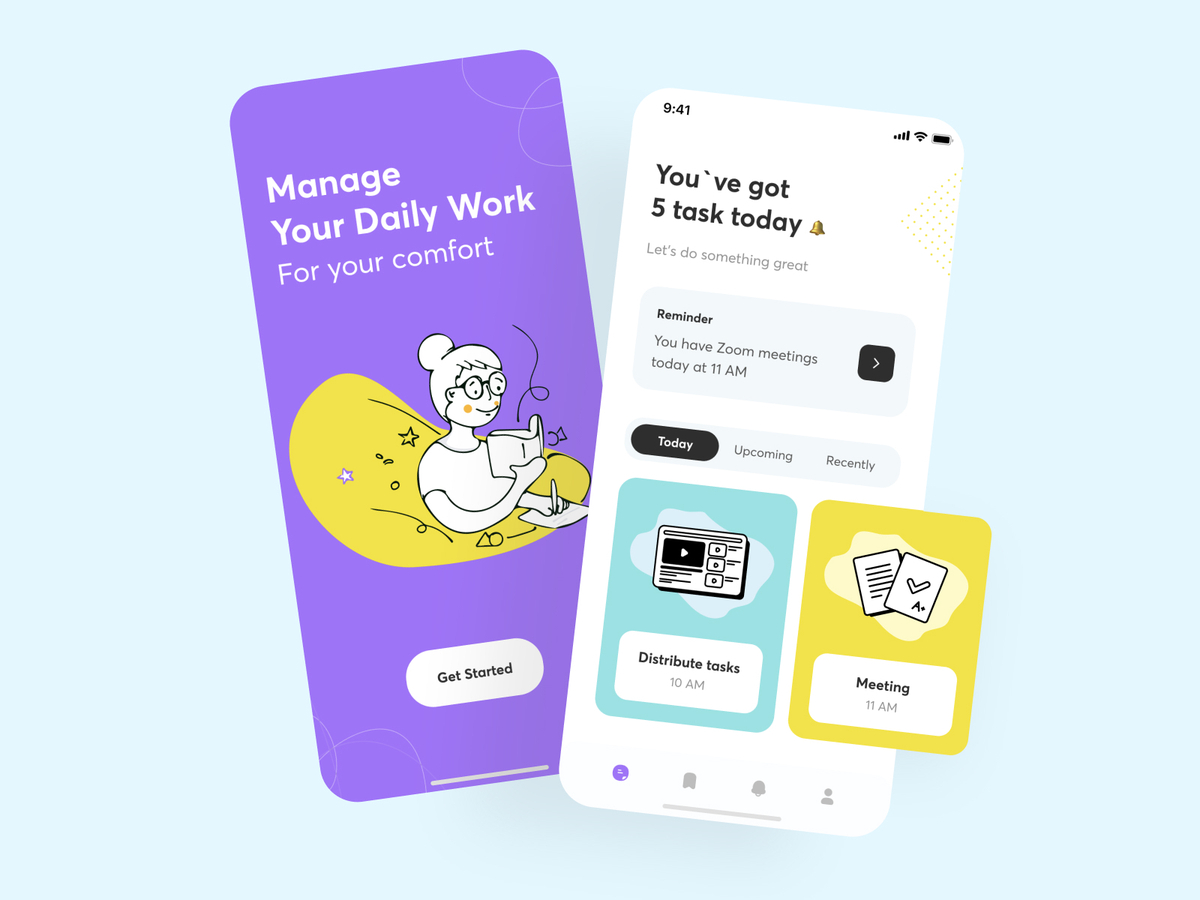 Manage
Your Daily Work
For your comfort
Get Started
9:41
You`ve got
5 task today
Let's do something great
Reminder
You have Zoom meetings
today at 11 AM
Today
Upcoming
Recently
Distribute tasks
10 AM
A+
Meeting
11 AM